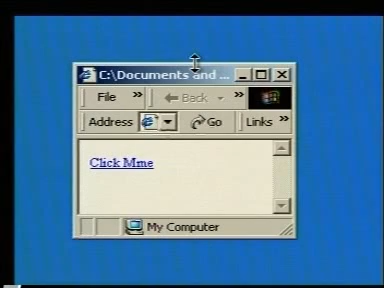 C:\Documents and ...
File » Back »
Address Go Links »
Click Mme
My Computer